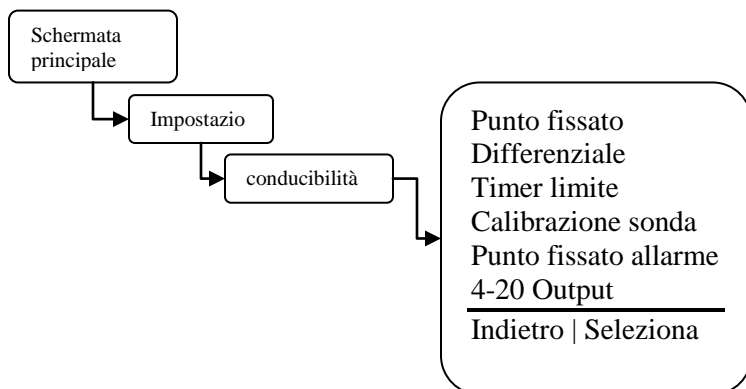 Schermata
principale
Impostazio
conducibilità
Punto fissato
Differenziale
Timer limite
Calibrazione sonda
Punto fissato allarme
4-20 Output
Indietro | Seleziona